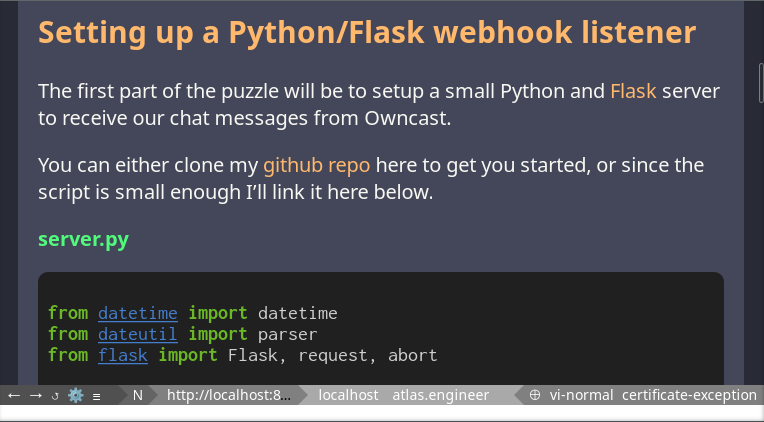 Setting up a Python/Flask webhook listener
The first part of the puzzle will be to setup a small Python and Flask server
to receive our chat messages from Owncast.
You can either clone my github repo here to get you started, or since the
script is small enough I’ll link it here below.
server.py
from datetime import datetime
from dateutil import parser
from flask import Flask, request, abort
← → ↺ ⚙️ ≡ N http://localhost:8… localhost atlas.engineer ⊕ vi-normal certificate-exception